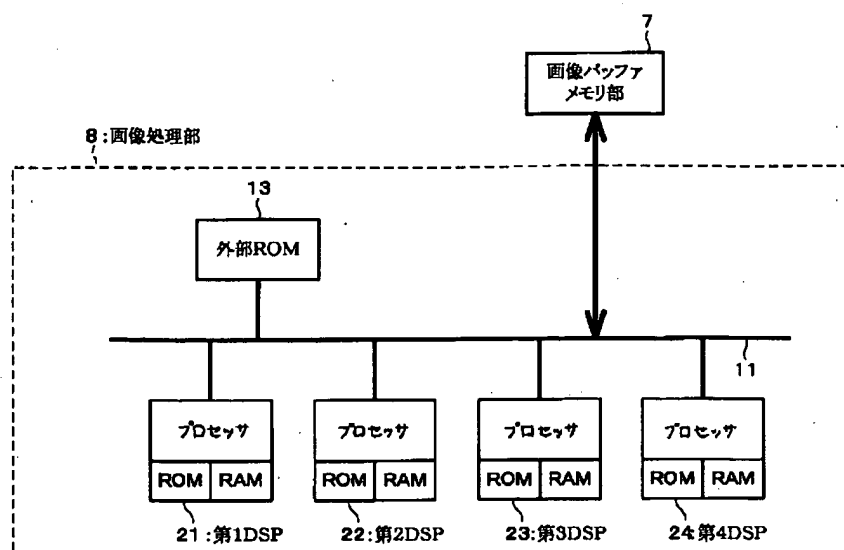 7
画像バッファ
メモリ部
8:画像処理部
13
外部ROM
11
プロセッサ プロセッサ プロセッサ プロセッサ
ROM RAM ROM RAM ROM RAM ROM RAM
21:第1DSP 22:第2DSP 23:第3DSP 24:第4DSP